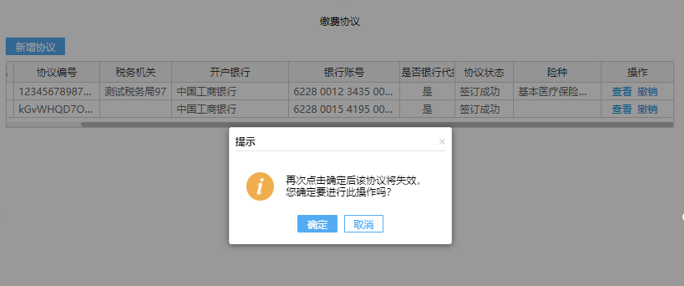 缴费协议
新增协议
协议编号 税务机关 开户银行 银行账号 是否银行代扣 协议状态 险种 操作
12345678987... 测试税务局97 中国工商银行 6228 0012 3435 00... 是 签订成功 基本医疗保险... 查看 撤销
kGvWHQD7O... 中国工商银行 6228 0015 4195 00... 是 签订成功 查看 撤销
提示 ×
再次点击确定后该协议将失效，
您确定要进行此操作吗？
确定 取消